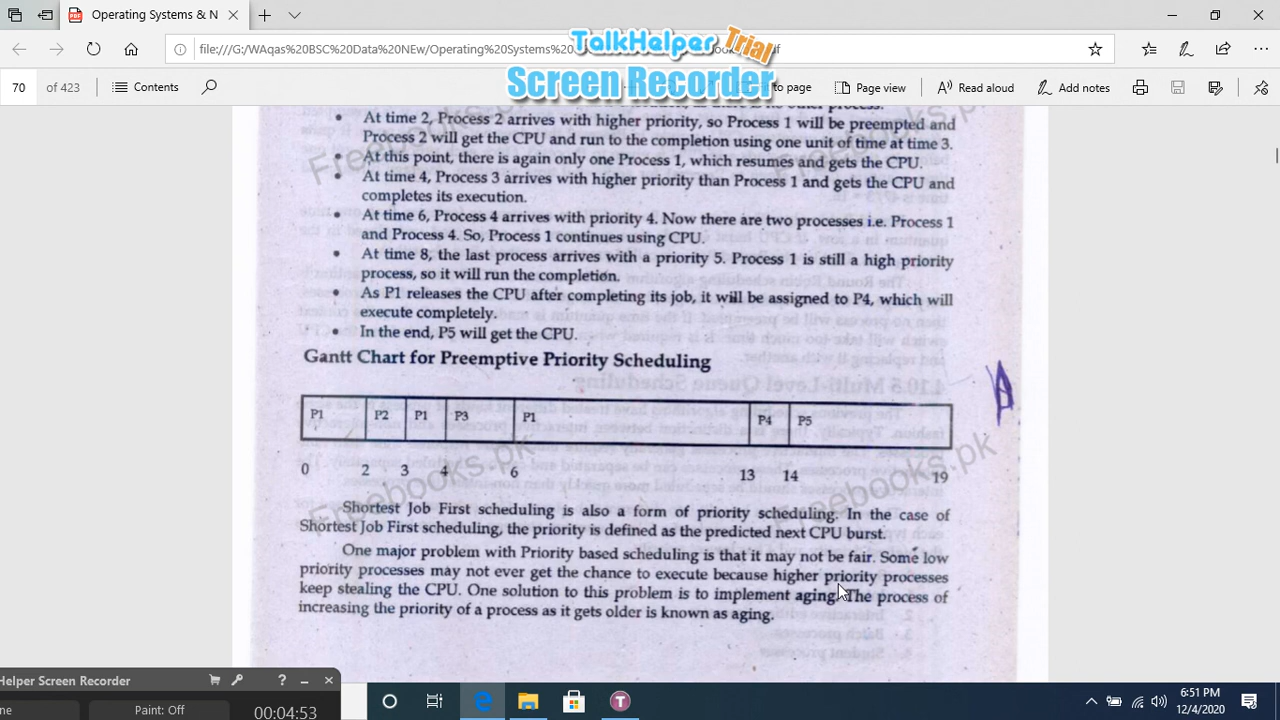 Operating Systems & N
file:///G:/WAqas%20BSC%20Data%20NEw/Operating%20Systems%20
TalkHelper Trial
Screen Recorder
70 of 423
Contents
to page
Page view
Read aloud
Add notes
At time 2, Process 2 arrives with higher priority, so Process 1 will be preempted and
Process 2 will get the CPU and run to the completion using one unit of time at time 3.
At this point, there is again only one Process 1, which resumes and gets the CPU.
At time 4, Process 3 arrives with higher priority than Process 1 and gets the CPU and
completes its execution.
At time 6, Process 4 arrives with priority 4. Now there are two processes i.e. Process 1
and Process 4. So, Process 1 continues using CPU.
At time 8, the last process arrives with a priority 5. Process 1 is still a high priority
process, so it will run the completion.
As P1 releases the CPU after completing its job, it will be assigned to P4, which will
execute completely.
In the end, P5 will get the CPU.
Gantt Chart for Preemptive Priority Scheduling
P1 P2 P1 P3 P1 P4 P5
0 2 3 4 6 13 14 19
Freebooks.pk
Shortest Job First scheduling is also a form of priority scheduling. In the case of
Shortest Job First scheduling, the priority is defined as the predicted next CPU burst.
One major problem with Priority based scheduling is that it may not be fair. Some low
priority processes may not ever get the chance to execute because higher priority processes
keep stealing the CPU. One solution to this problem is to implement aging. The process of
increasing the priority of a process as it gets older is known as aging.
Helper Screen Recorder
Paint: Off
00:04:53
6:51 PM
12/4/2020